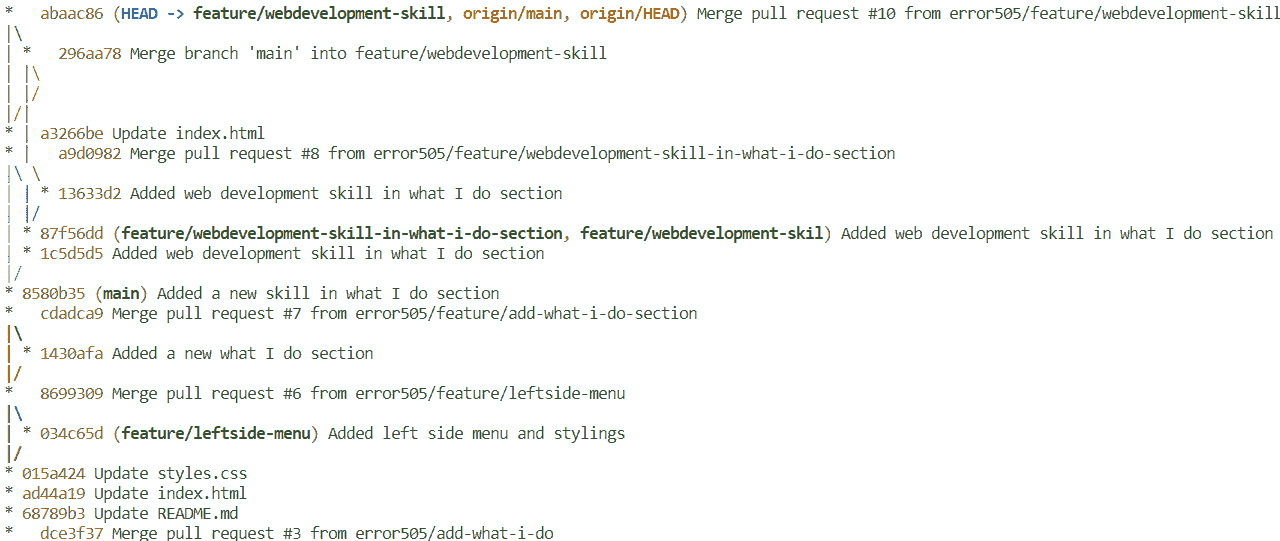 *   abaac86 (HEAD -> feature/webdevelopment-skill, origin/main, origin/HEAD) Merge pull request #10 from error505/feature/webdevelopment-skill
|\
| *   296aa78 Merge branch 'main' into feature/webdevelopment-skill
| |\
| |/
|/|
* | a3266be Update index.html
* |   a9d0982 Merge pull request #8 from error505/feature/webdevelopment-skill-in-what-i-do-section
|\ \
| | * 13633d2 Added web development skill in what I do section
| |/
| * 87f56dd (feature/webdevelopment-skill-in-what-i-do-section, feature/webdevelopment-skil) Added web development skill in what I do section
| * 1c5d5d5 Added web development skill in what I do section
|/
* 8580b35 (main) Added a new skill in what I do section
*   cdadca9 Merge pull request #7 from error505/feature/add-what-i-do-section
|\
| * 1430afa Added a new what I do section
|/
*   8699309 Merge pull request #6 from error505/feature/leftside-menu
|\
| * 034c65d (feature/leftside-menu) Added left side menu and stylings
|/
* 015a424 Update styles.css
* ad44a19 Update index.html
* 68789b3 Update README.md
*   dce3f37 Merge pull request #3 from error505/add-what-i-do